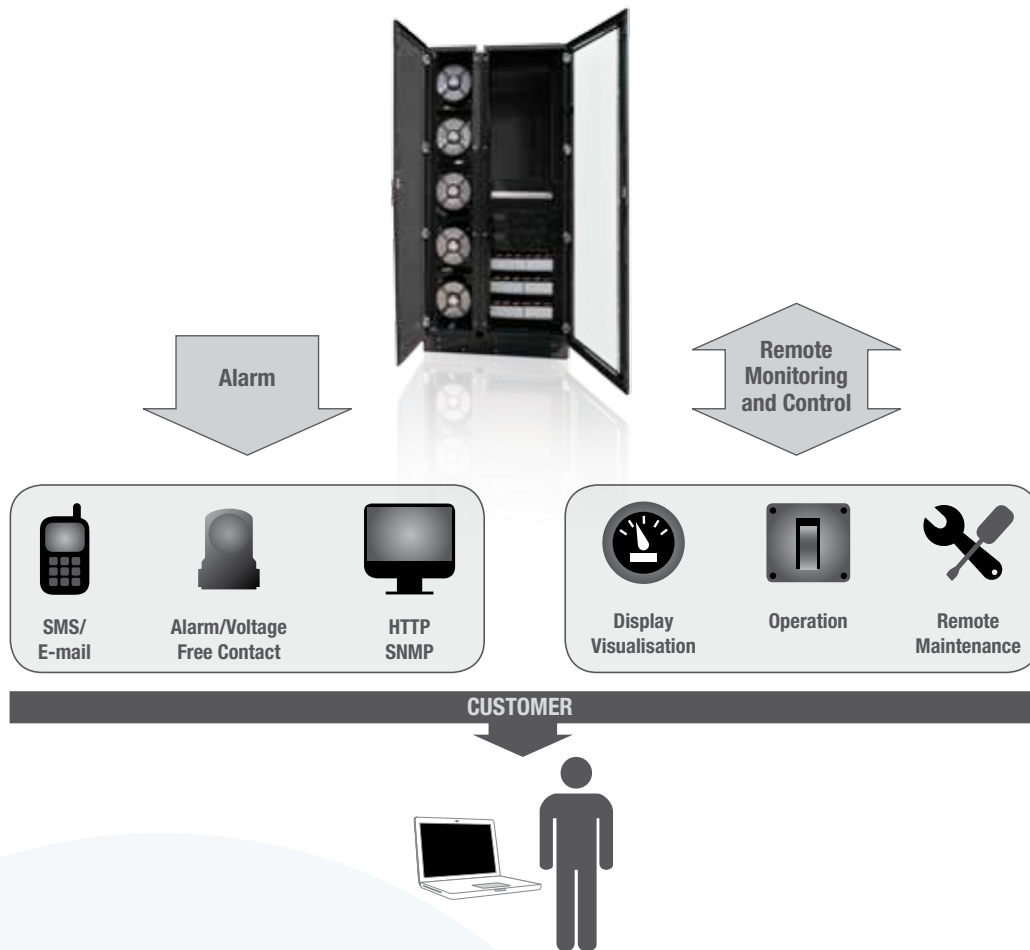 Alarm
Remote
Monitoring
and Control
SMS/
E-mail
Alarm/Voltage
Free Contact
HTTP
SNMP
Display
Visualisation
Operation
Remote
Maintenance
CUSTOMER